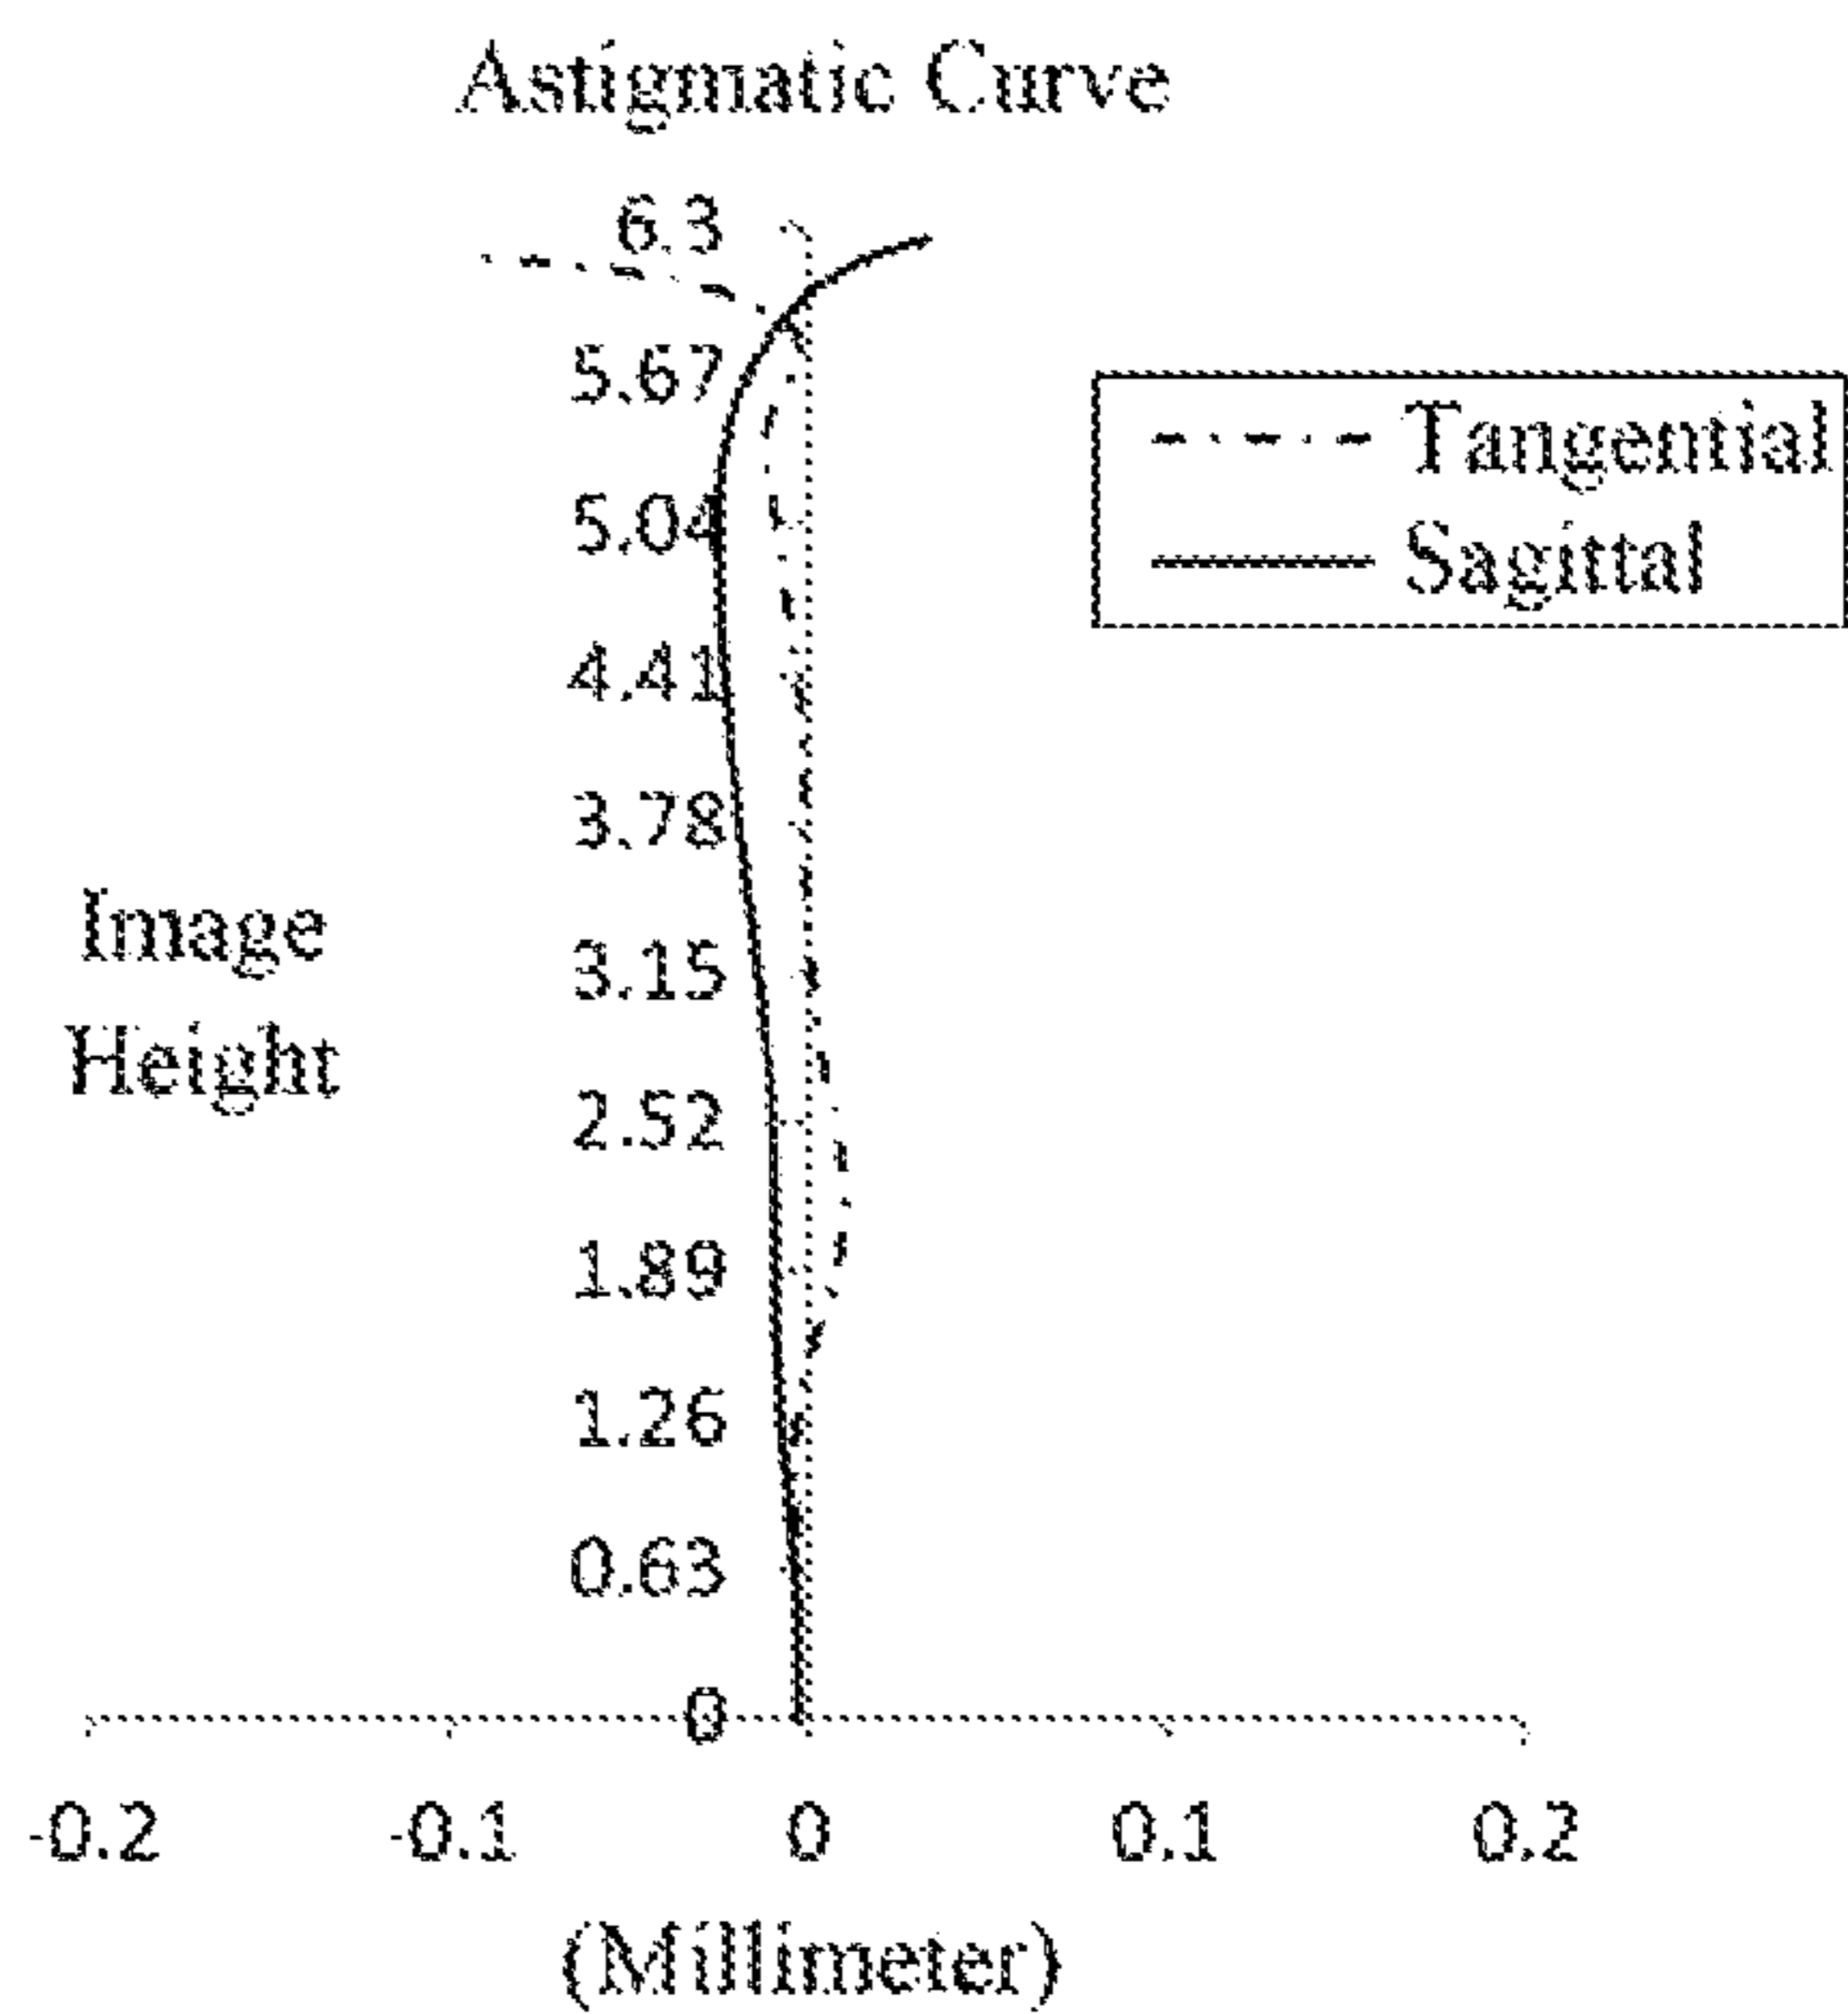 Astigmatic Curve
6.3
5.67
5.04
4.41
3.78
3.15
2.52
1.89
1.26
0.63
0
Image
Height
Tangential
Sagittal
-0.2 -0.1 0 0.1 0.2
(Millimeter)